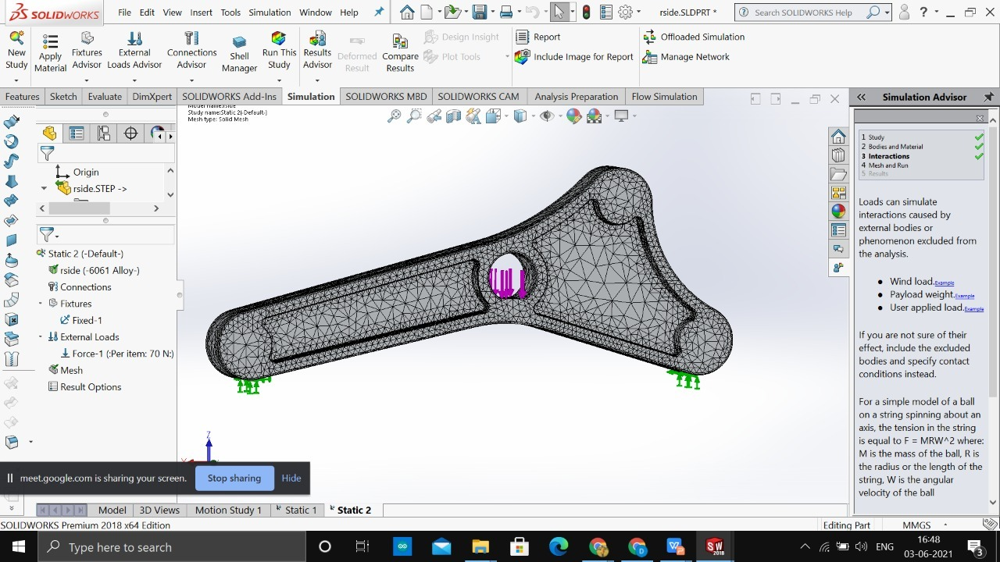 SOLIDWORKS
File Edit View Insert Tools Simulation Window Help
rside.SLDPRT *
Search SOLIDWORKS Help
New Study
Apply Material
Fixtures Advisor
External Loads Advisor
Connections Advisor
Shell Manager
Run This Study
Results Advisor
Deformed Result
Compare Results
Design Insight
Plot Tools
Report
Include Image for Report
Offloaded Simulation
Manage Network
Features Sketch Evaluate DimXpert SOLIDWORKS Add-Ins Simulation SOLIDWORKS MBD SOLIDWORKS CAM Analysis Preparation Flow Simulation
Model name:rside
Study name:Static 2(-Default-)
Mesh type: Solid Mesh
Origin
rside.STEP ->
Static 2 (-Default-)
rside (-6061 Alloy-)
Connections
Fixtures
Fixed-1
External Loads
Force-1 (:Per item: 70 N:)
Mesh
Result Options
Z
Simulation Advisor
1 Study
2 Bodies and Material
3 Interactions
4 Mesh and Run
5 Results
Loads can simulate
interactions caused by
external bodies or
phenomenon excluded from
the analysis.
Wind load.Example
Payload weight.Example
User applied load.Example
If you are not sure of their
effect, include the excluded
bodies and specify contact
conditions instead.
For a simple model of a ball
on a string spinning about an
axis, the tension in the string
is equal to F = MRW^2 where:
M is the mass of the ball, R is
the radius or the length of the
string, W is the angular
velocity of the ball
meet.google.com is sharing your screen. Stop sharing Hide
Model 3D Views Motion Study 1 Static 1 Static 2
SOLIDWORKS Premium 2018 x64 Edition
Editing Part MMGS
Type here to search
ENG
16:48
03-06-2021
3